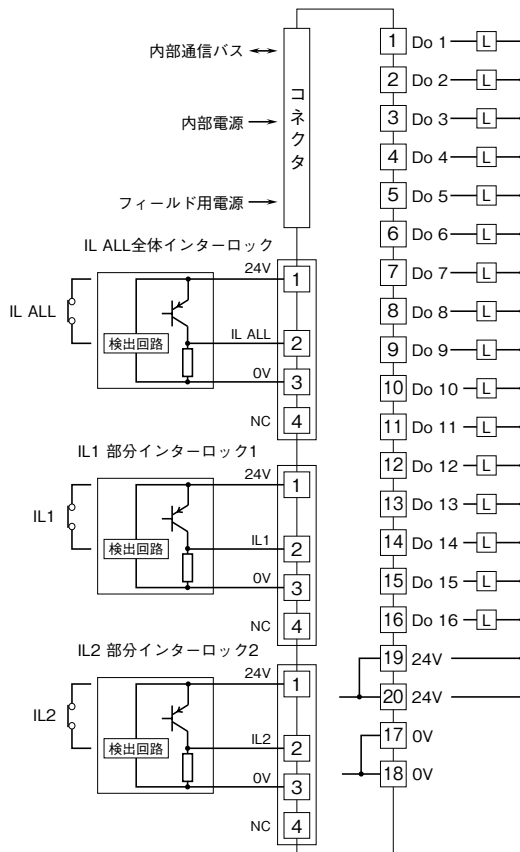 内部通信バス
内部電源
フィールド用電源
コネクタ
IL ALL全体インターロック
24V
1
IL ALL
検出回路
IL ALL
2
0V
3
NC
4
IL1 部分インターロック1
24V
1
IL1
検出回路
IL1
2
0V
3
NC
4
IL2 部分インターロック2
24V
1
IL2
検出回路
IL2
2
0V
3
NC
4
1 Do 1 L
2 Do 2 L
3 Do 3 L
4 Do 4 L
5 Do 5 L
6 Do 6 L
7 Do 7 L
8 Do 8 L
9 Do 9 L
10 Do 10 L
11 Do 11 L
12 Do 12 L
13 Do 13 L
14 Do 14 L
15 Do 15 L
16 Do 16 L
19 24V
20 24V
17 0V
18 0V